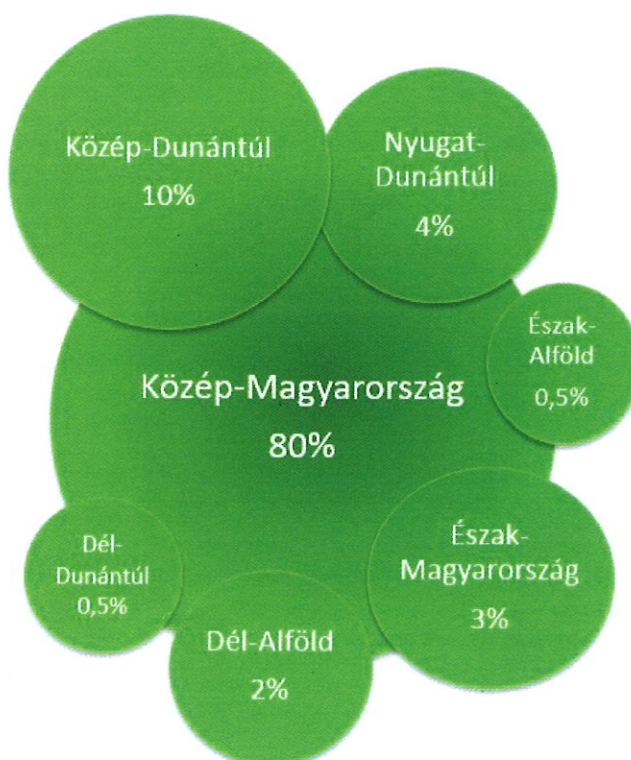 Közép-Dunántúl
10%
Nyugat-
Dunántúl
4%
Észak-
Alföld
0,5%
Közép-Magyarország
80%
Észak-
Magyarország
3%
Dél-
Dunántúl
0,5%
Dél-Alföld
2%